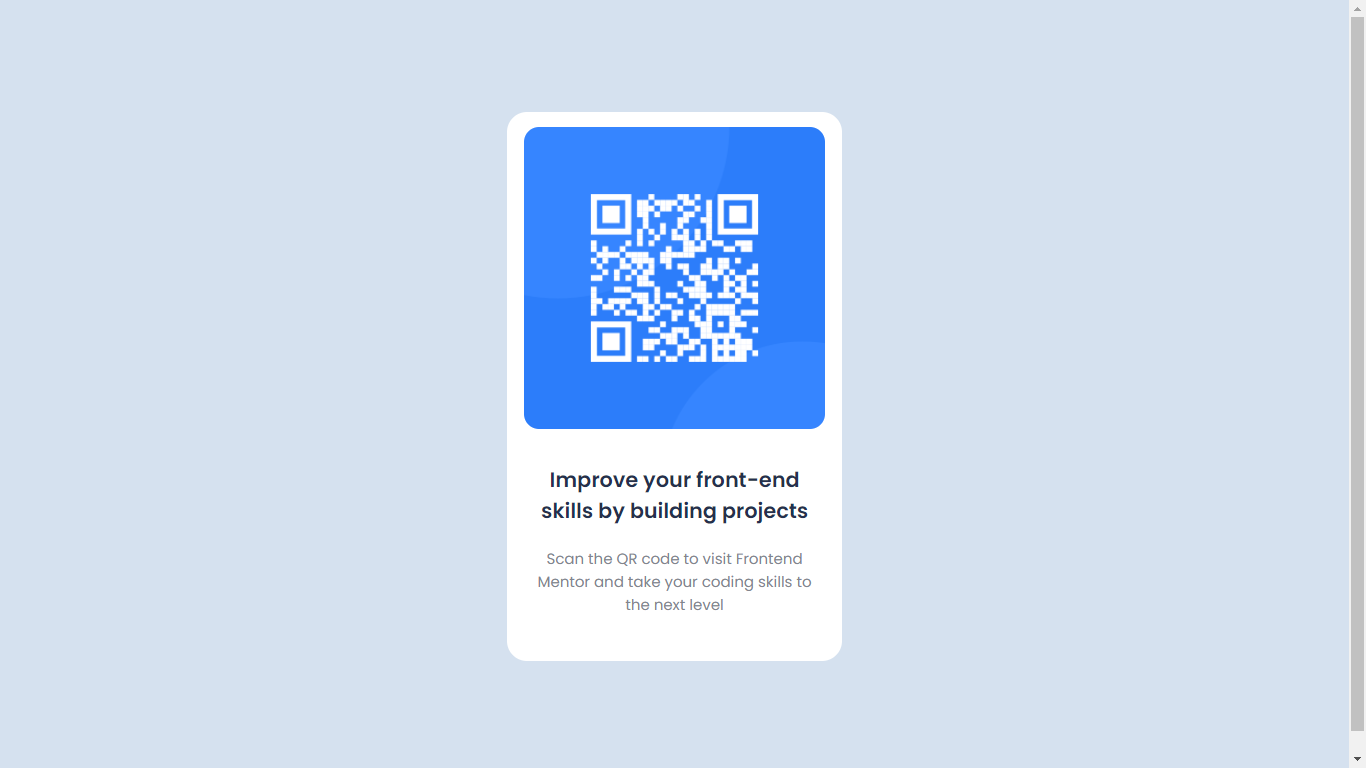 Improve your front-end
skills by building projects
Scan the QR code to visit Frontend
Mentor and take your coding skills to
the next level